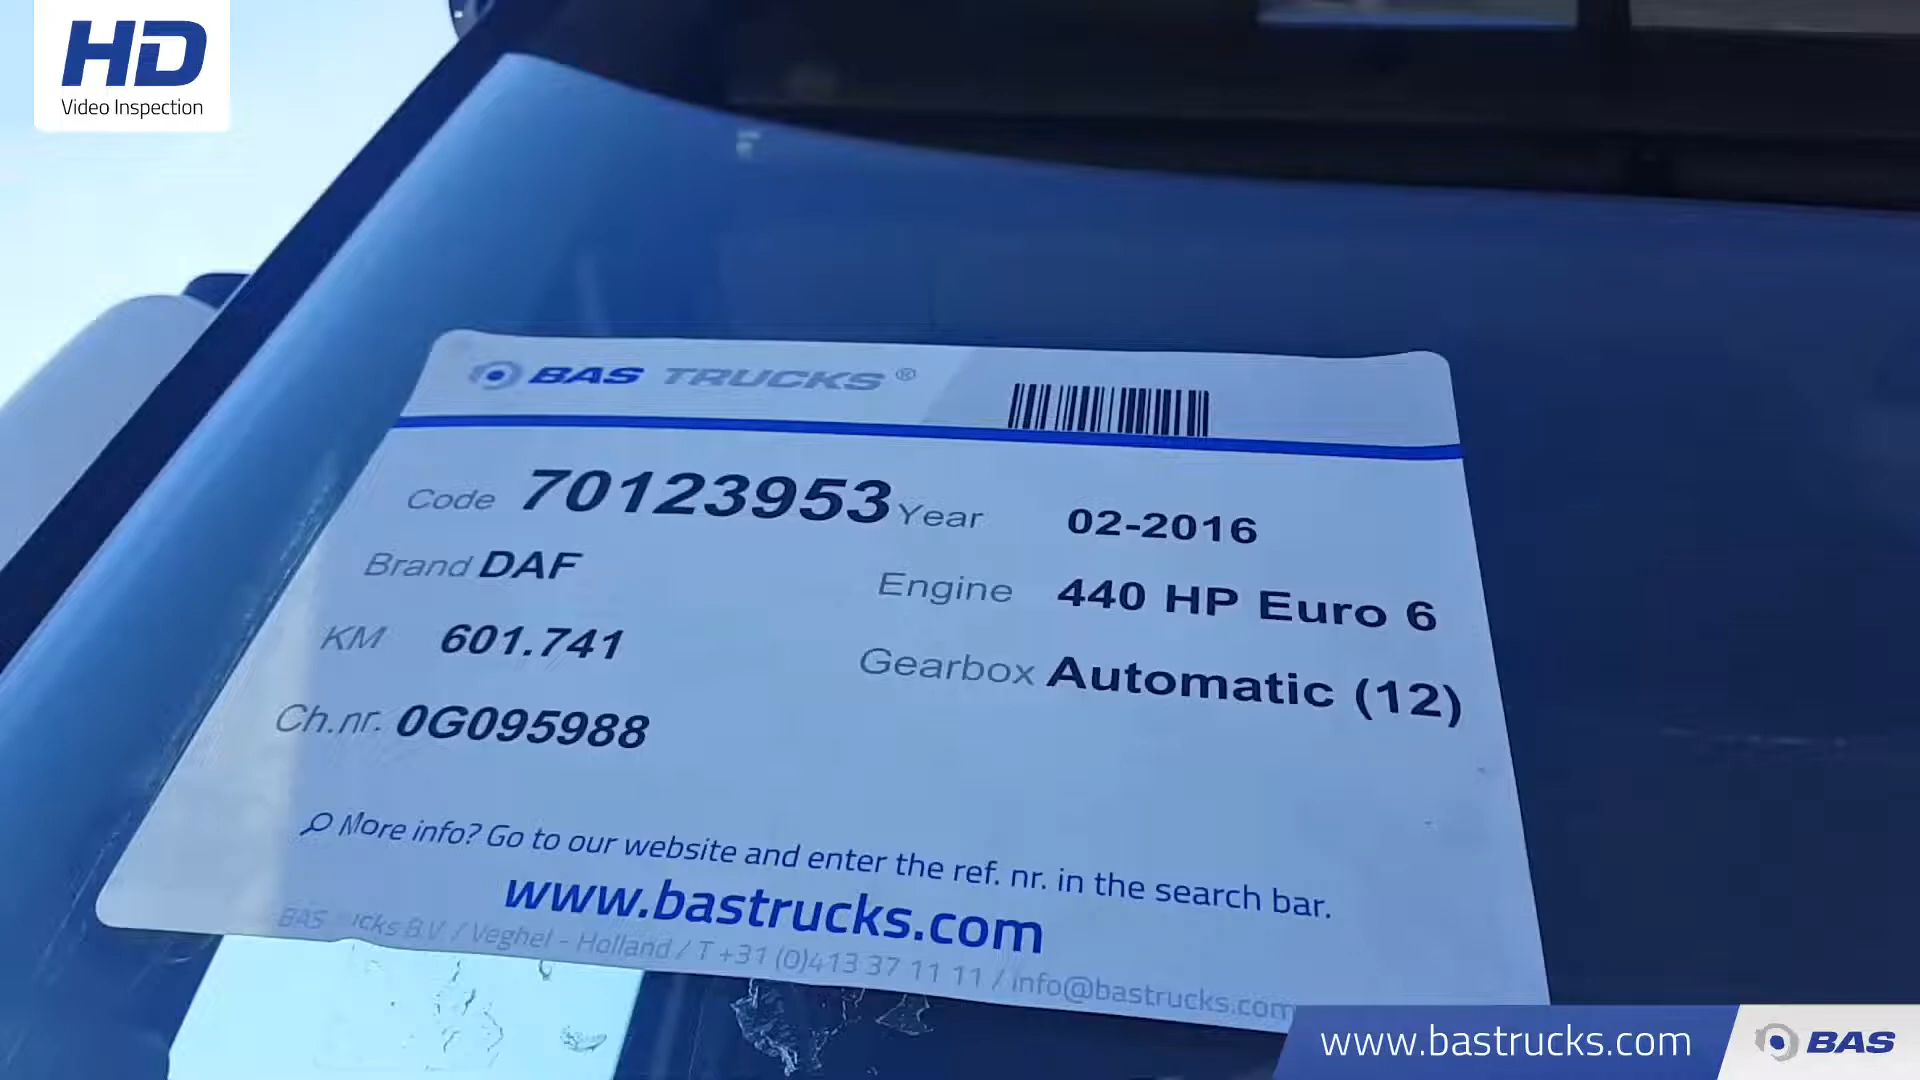 HD
Video Inspection
BAS TRUCKS®
Code 70123953 Year 02-2016
Brand DAF
Engine 440 HP Euro 6
KM 601.741
Gearbox Automatic (12)
Ch.nr. 0G095988
More info? Go to our website and enter the ref. nr. in the search bar.
www.bastrucks.com
BAS B.V. / Veghel - Holland / T +31 (0)413 37 11 11 / info@bastrucks.com
www.bastrucks.com
BAS